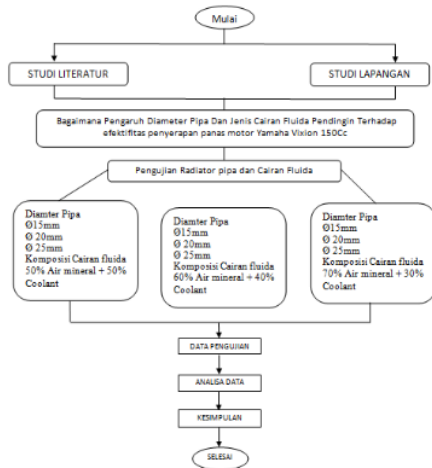 Mulai
STUDI LITERATUR
STUDI LAPANGAN
Bagaimana Pengaruh Diameter Pipa Dan Jenis Cairan Fluida Pendingin Terhadap
efektifitas penyerapan panas motor Yamaha Vixion 150Cc
Pengujian Radiator pipa dan Cairan Fluida
Diamter Pipa
Ø15mm
Ø 20mm
Ø 25mm
Komposisi Cairan fluida
50% Air mineral + 50%
Coolant
Diamter Pipa
Ø15mm
Ø 20mm
Ø 25mm
Komposisi Cairan fluida
60% Air mineral + 40%
Coolant
Diamter Pipa
Ø15mm
Ø 20mm
Ø 25mm
Komposisi Cairan fluida
70% Air mineral + 30%
Coolant
DATA PENGUJIAN
ANALISA DATA
KESIMPULAN
SELESAI